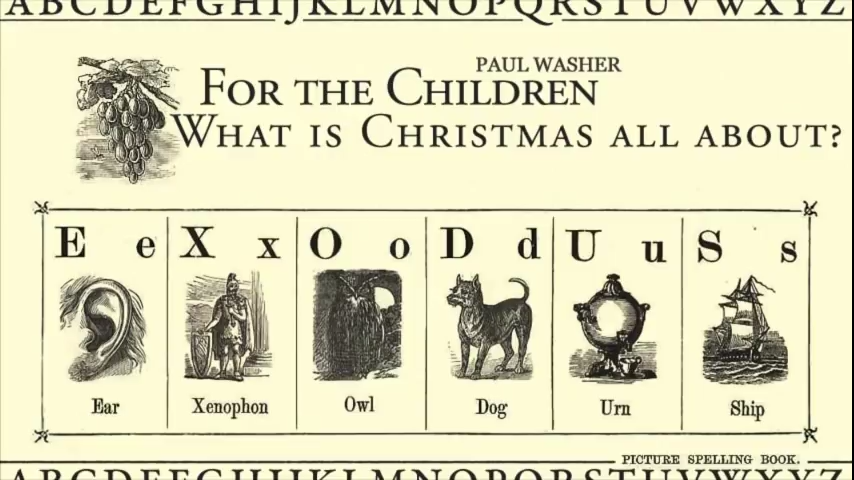 ABCDEFGHIJKLMNOPQRSTUVWXYZ
PAUL WASHER
FOR THE CHILDREN
WHAT IS CHRISTMAS ALL ABOUT?
E e X x O o D d U u S s
Ear Xenophon Owl Dog Urn Ship
PICTURE SPELLING BOOK.
ABCDEFGHIJKLMNOPQRSTUVWXYZ